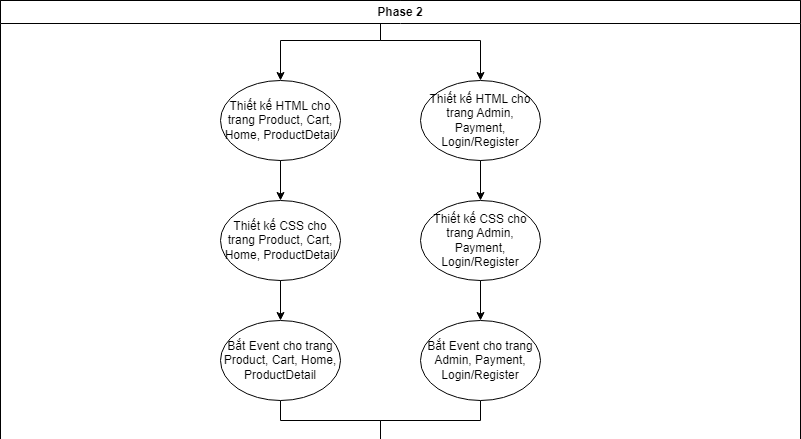 Phase 2
Thiết kế HTML cho
trang Product, Cart,
Home, ProductDetail
Thiết kế HTML cho
trang Admin,
Payment,
Login/Register
Thiết kế CSS cho
trang Product, Cart,
Home, ProductDetail
Thiết kế CSS cho
trang Admin,
Payment,
Login/Register
Bắt Event cho trang
Product, Cart, Home,
ProductDetail
Bắt Event cho trang
Admin, Payment,
Login/Register